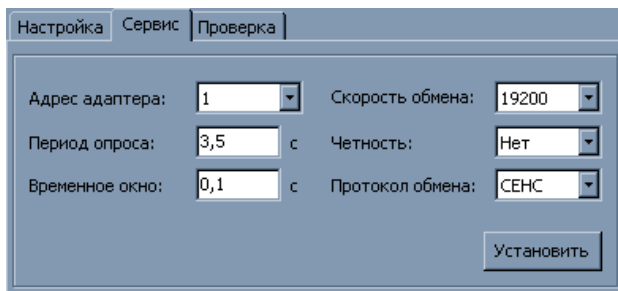 Настройка Сервис Проверка
Адрес адаптера: 1 Скорость обмена: 19200
Период опроса: 3,5 с Четность: Нет
Временное окно: 0,1 с Протокол обмена: СЕНС
Установить